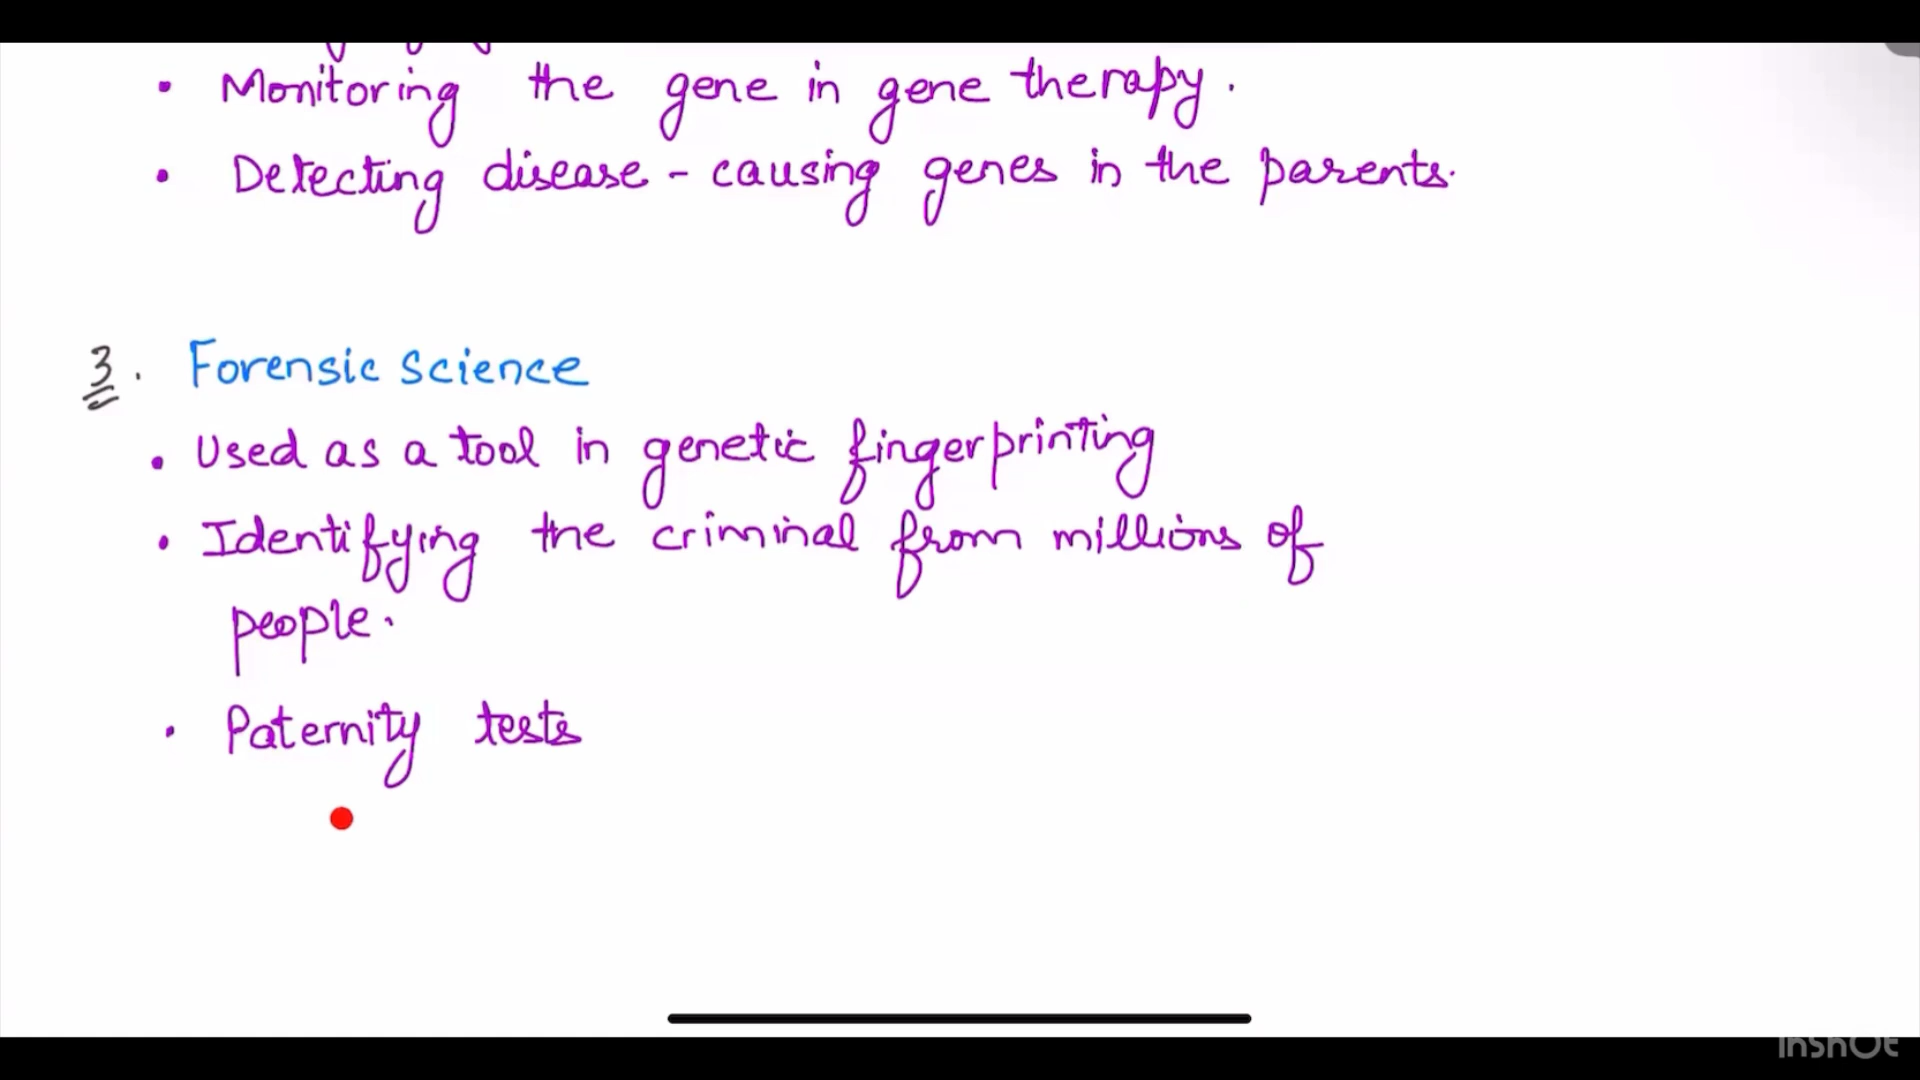 • Monitoring the gene in gene therapy.
• Detecting disease - causing genes in the parents.
3. Forensic science
• Used as a tool in genetic fingerprinting
• Identifying the criminal from millions of
people.
• Paternity tests
InShOt